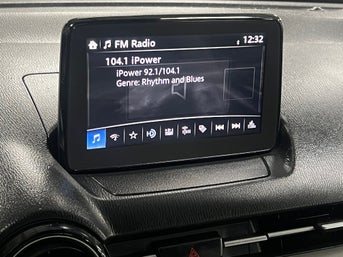 FM Radio 12:32
104.1 iPower
iPower 92.1/104.1
Genre: Rhythm and Blues